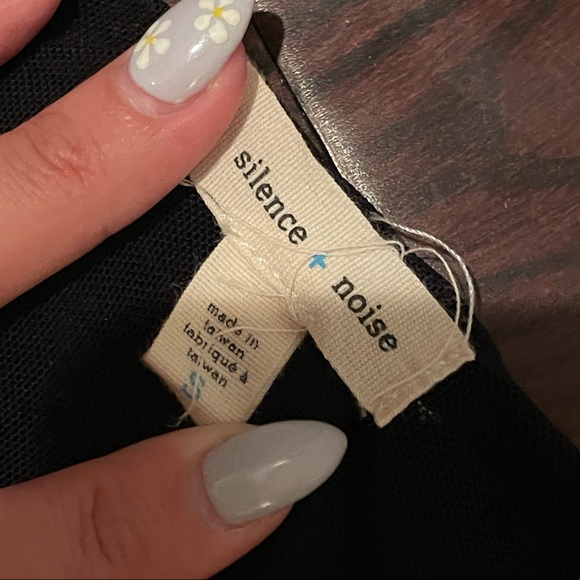 silence + noise
made in
taiwan
fabriqué à
taiwan
S